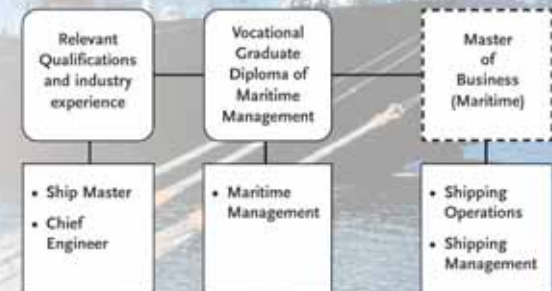 Relevant
Qualifications
and industry
experience
Vocational
Graduate
Diploma of
Maritime
Management
Master
of
Business
(Maritime)
• Ship Master
• Chief
Engineer
• Maritime
Management
• Shipping
Operations
• Shipping
Management